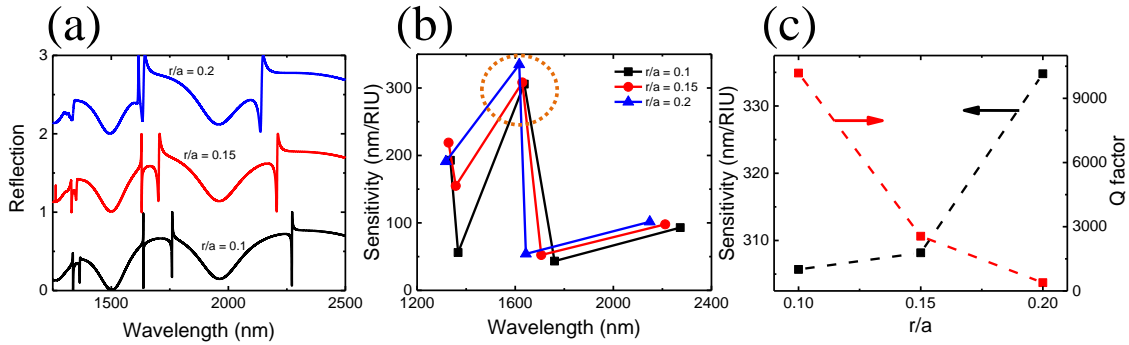 (a)
3
2
1
0
Reflection
r/a = 0.2
r/a = 0.15
r/a = 0.1
1500 2000 2500
Wavelength (nm)
(b)
300
200
100
0
Sensitivity (nm/RIU)
r/a = 0.1
r/a = 0.15
r/a = 0.2
1200 1600 2000 2400
Wavelength (nm)
(c)
330
320
310
Sensitivity (nm/RIU)
9000
6000
3000
0
Q factor
0.10 0.15 0.20
r/a